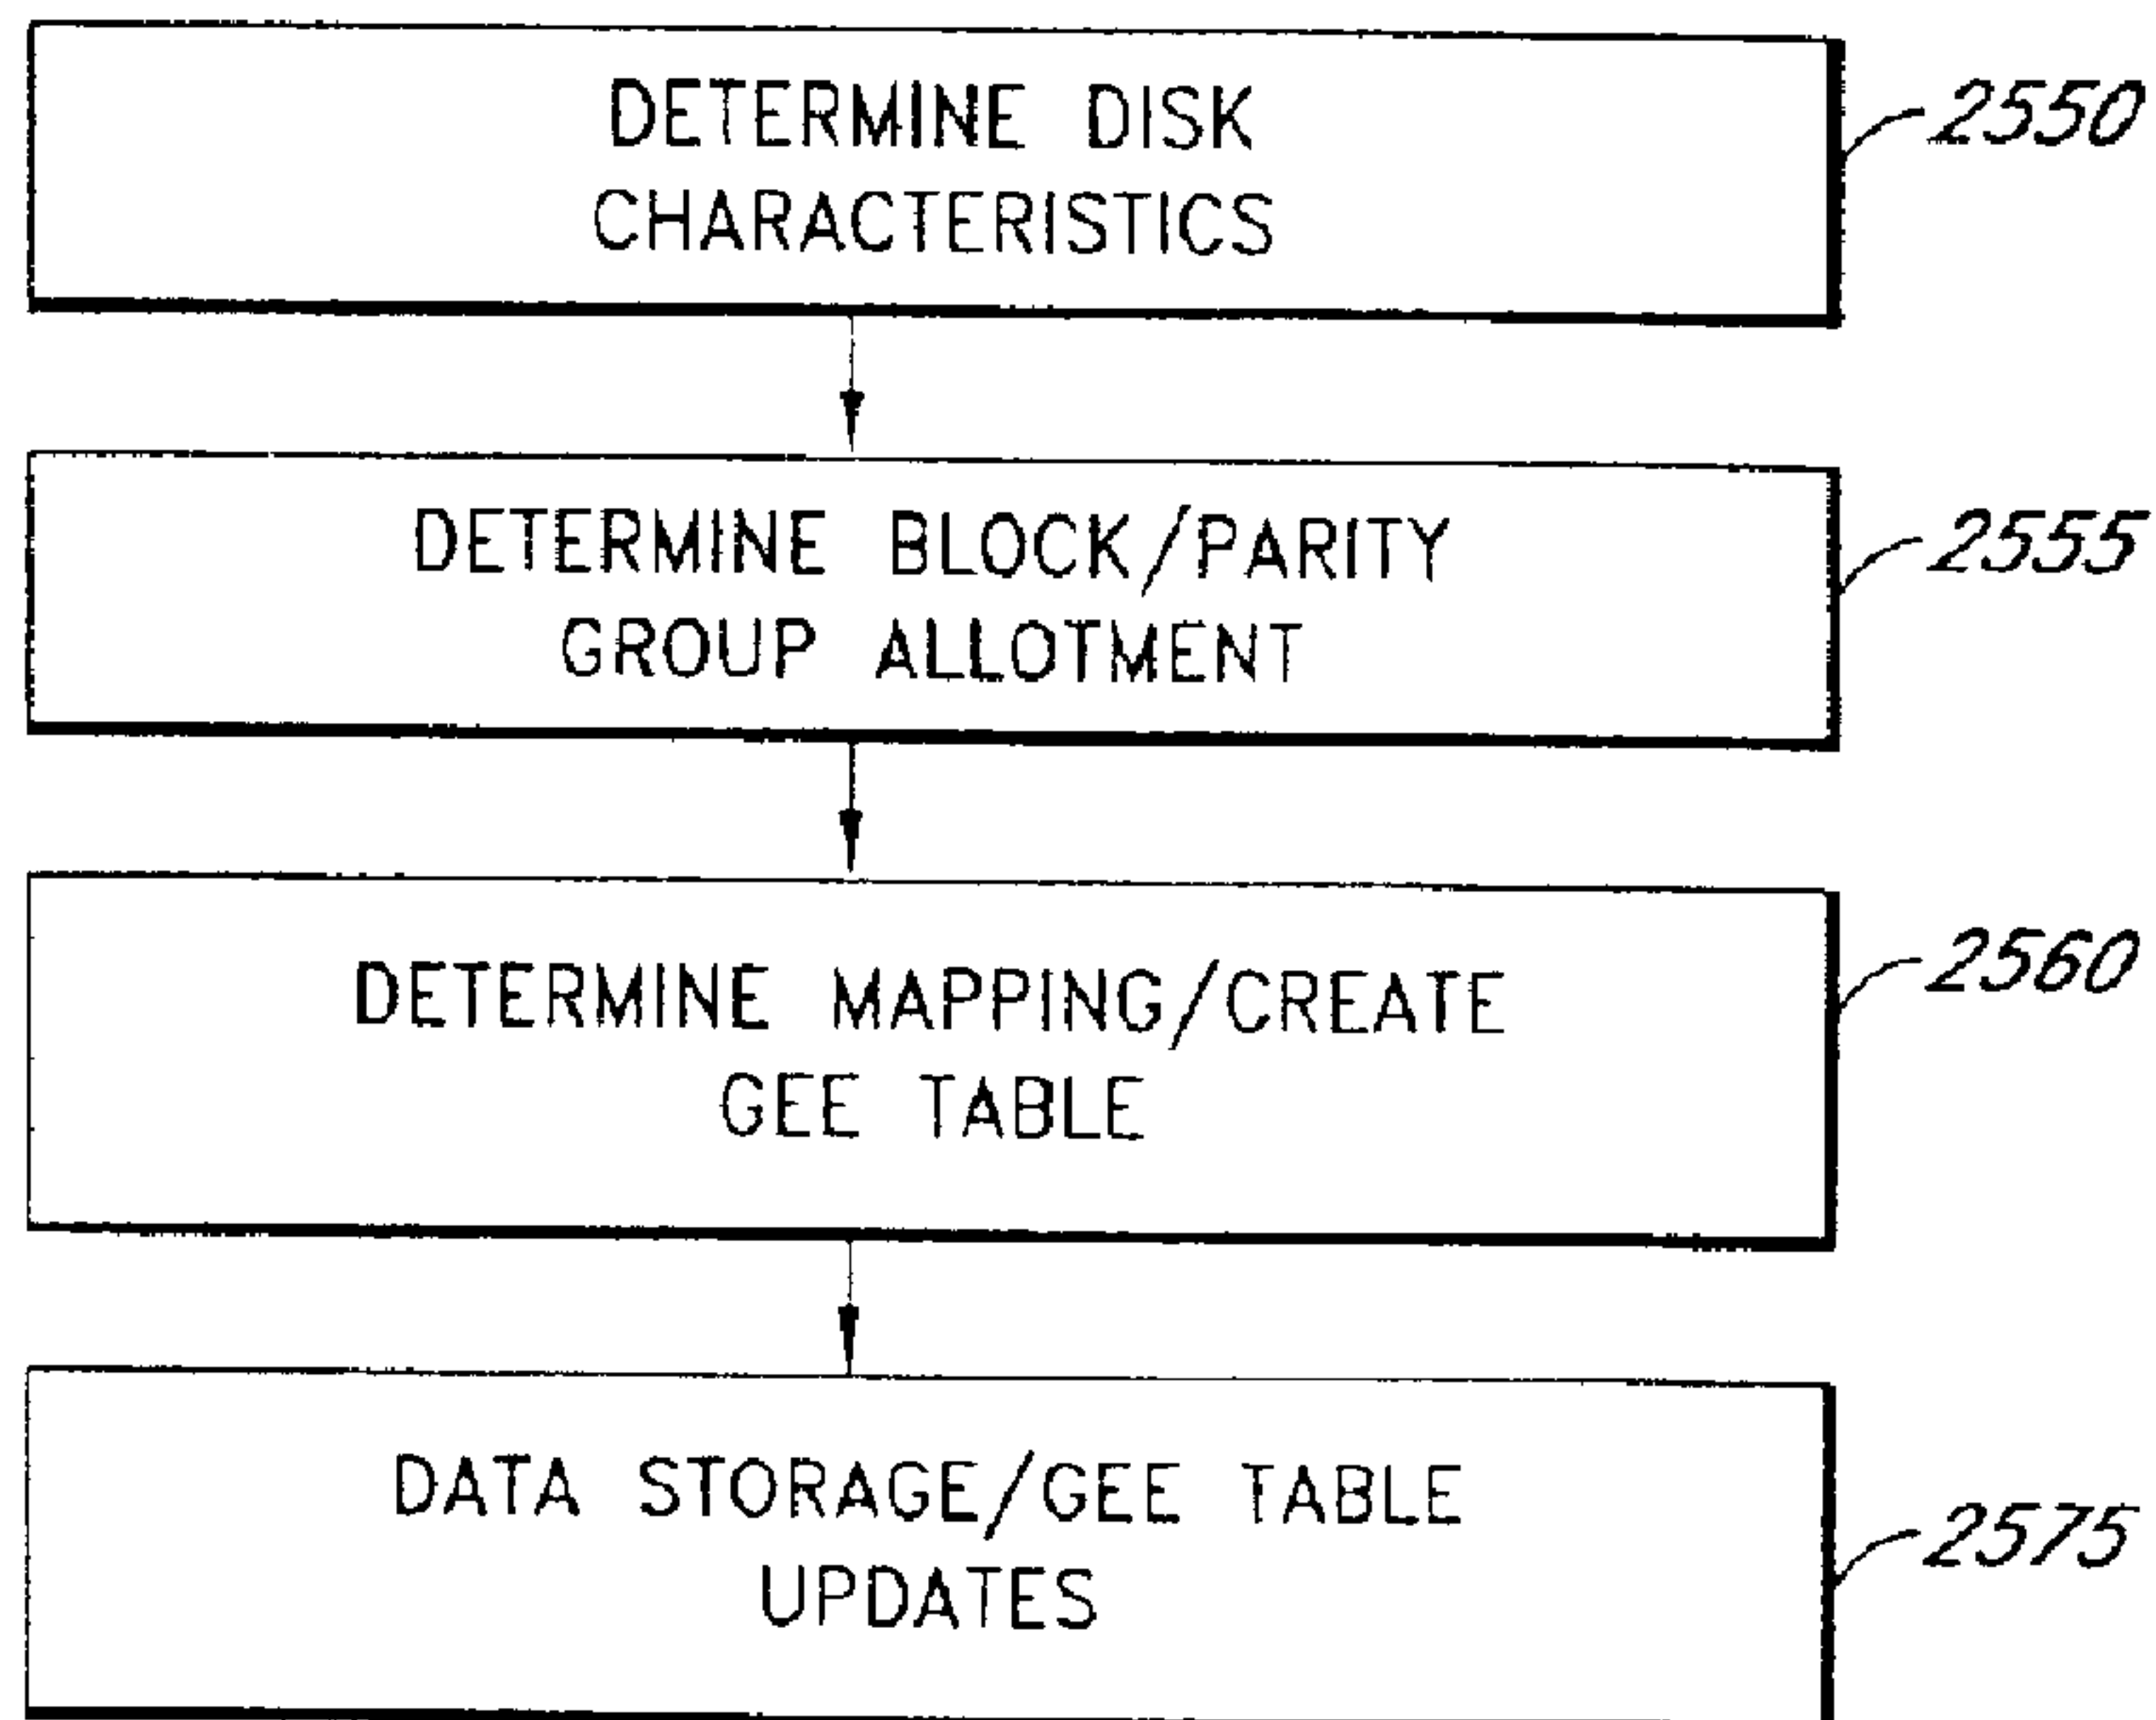 DETERMINE DISK
CHARACTERISTICS
2550
DETERMINE BLOCK/PARITY
GROUP ALLOTMENT
2555
DETERMINE MAPPING/CREATE
GEE TABLE
2560
DATA STORAGE/GEE TABLE
UPDATES
2575